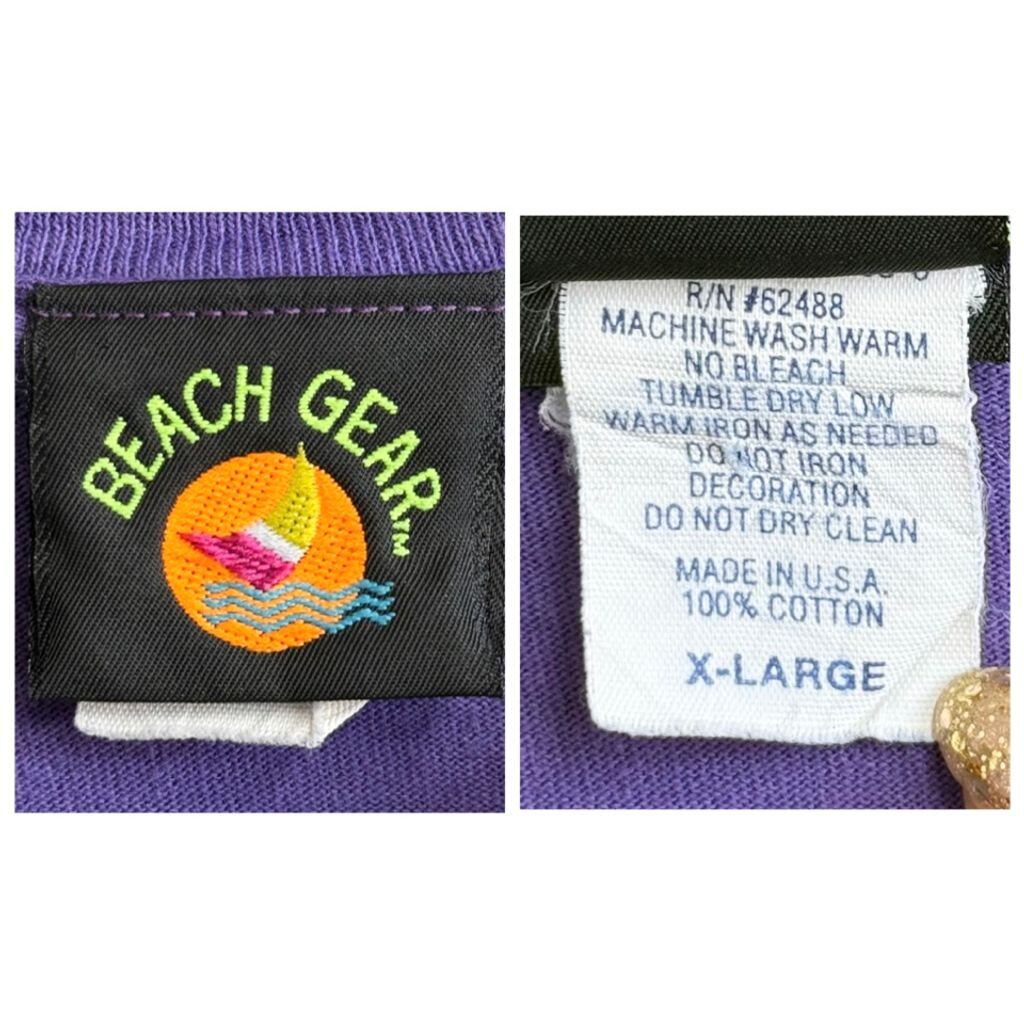 BEACH GEAR™
R/N #62488
MACHINE WASH WARM
NO BLEACH
TUMBLE DRY LOW
WARM IRON AS NEEDED
DO NOT IRON
DECORATION
DO NOT DRY CLEAN
MADE IN U.S.A.
100% COTTON
X-LARGE